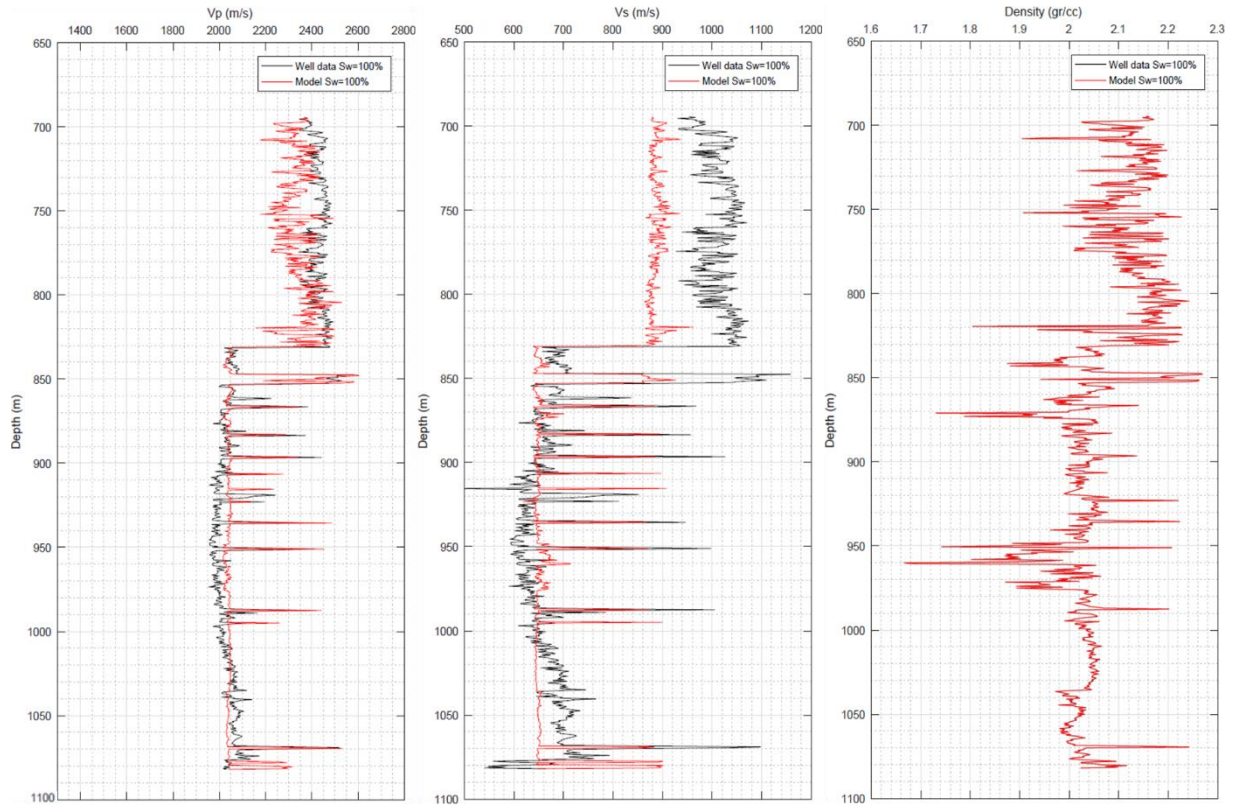 Vp (m/s)
1400 1600 1800 2000 2200 2400 2600 2800
650
700
750
800
850
900
950
1000
1050
1100
Depth (m)
Well data Sw=100%
Model Sw=100%
Vs (m/s)
500 600 700 800 900 1000 1100 1200
650
700
750
800
850
900
950
1000
1050
1100
Depth (m)
Well data Sw=100%
Model Sw=100%
Density (gr/cc)
1.6 1.7 1.8 1.9 2 2.1 2.2 2.3
650
700
750
800
850
900
950
1000
1050
1100
Depth (m)
Well data Sw=100%
Model Sw=100%